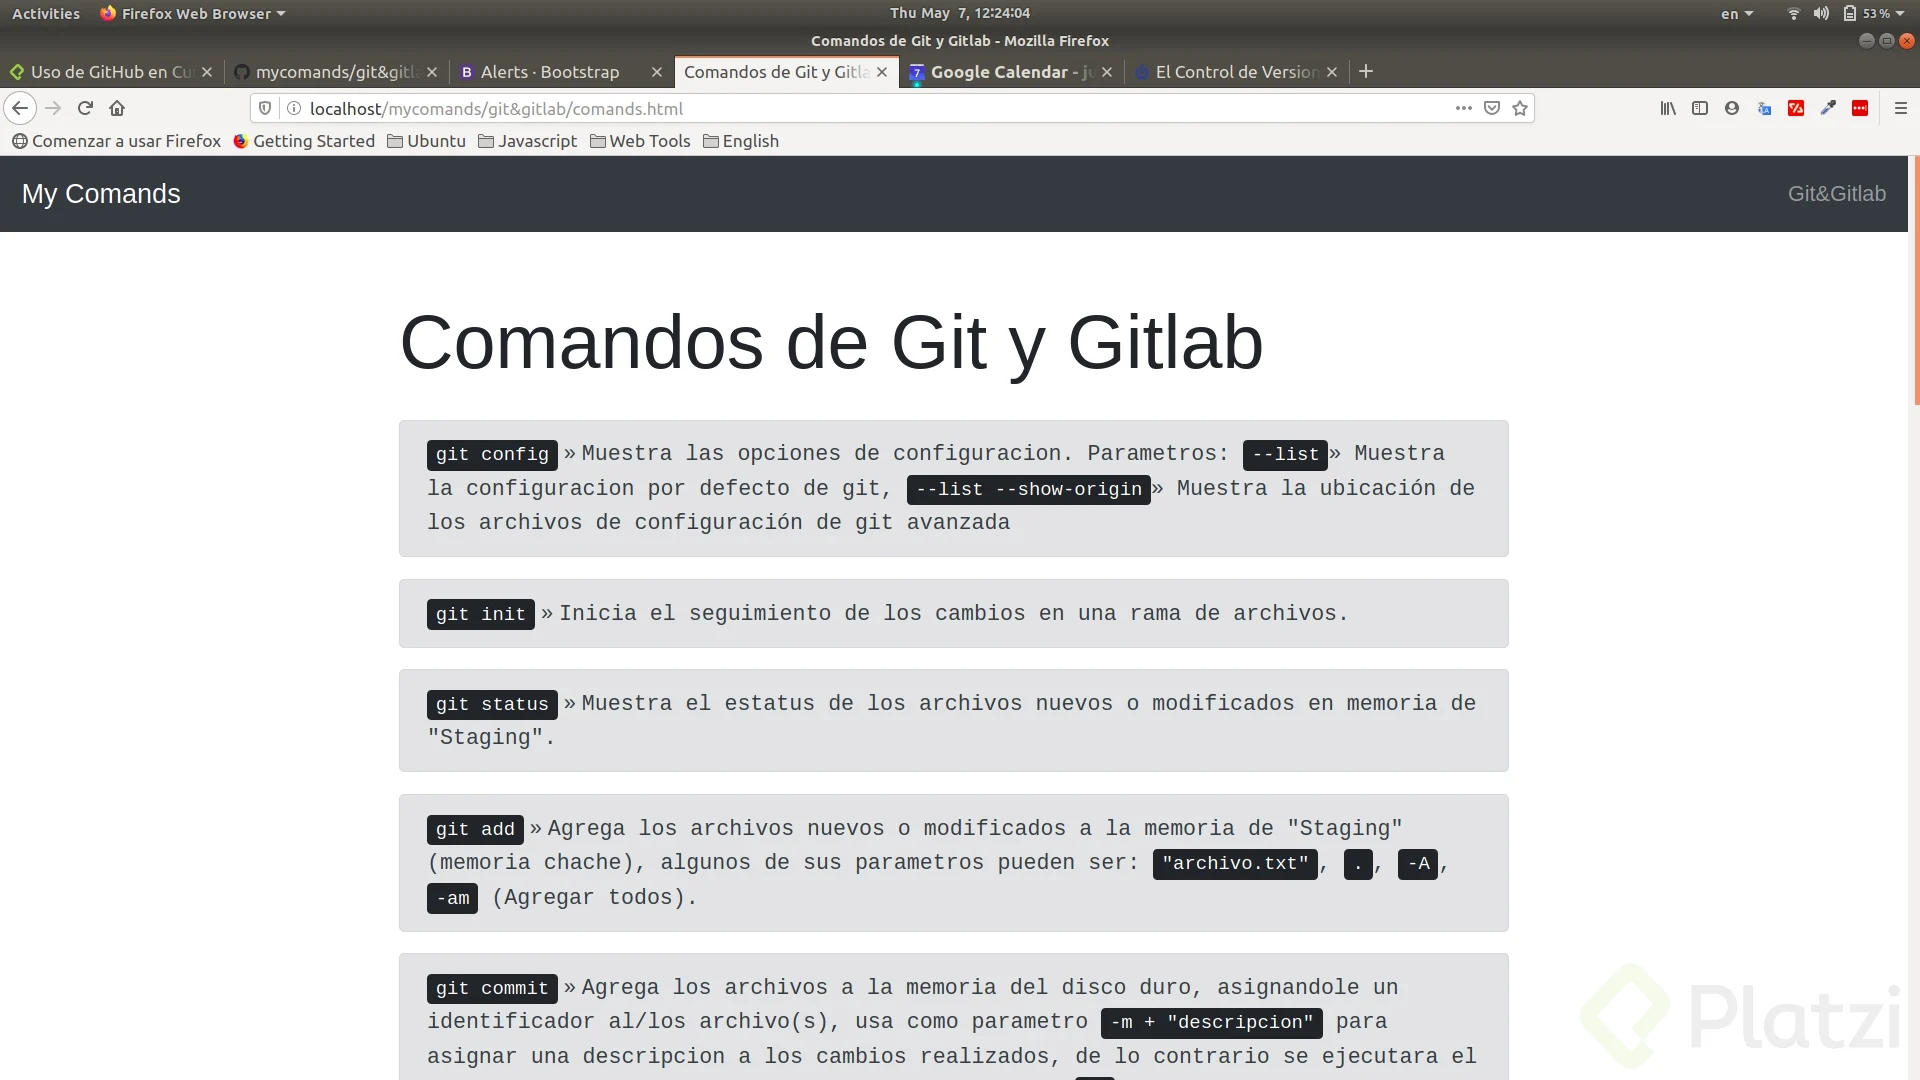 Activities Firefox Web Browser Thu May 7, 12:24:04 en 53 %
Comandos de Git y Gitlab - Mozilla Firefox
Uso de GitHub en Cu mycomands/git&gitla Alerts · Bootstrap Comandos de Git y Gitla 7 Google Calendar - ju El Control de Version
localhost/mycomands/git&gitlab/comands.html
Comenzar a usar Firefox Getting Started Ubuntu Javascript Web Tools English
My Comands Git&Gitlab
Comandos de Git y Gitlab
git config » Muestra las opciones de configuracion. Parametros: --list» Muestra
la configuracion por defecto de git, --list --show-origin» Muestra la ubicación de
los archivos de configuración de git avanzada
git init » Inicia el seguimiento de los cambios en una rama de archivos.
git status » Muestra el estatus de los archivos nuevos o modificados en memoria de
"Staging".
git add » Agrega los archivos nuevos o modificados a la memoria de "Staging"
(memoria chache), algunos de sus parametros pueden ser: "archivo.txt", ., -A,
-am (Agregar todos).
git commit » Agrega los archivos a la memoria del disco duro, asignandole un
identificador al/los archivo(s), usa como parametro -m + "descripcion" para
asignar una descripcion a los cambios realizados, de lo contrario se ejecutara el
Platzi